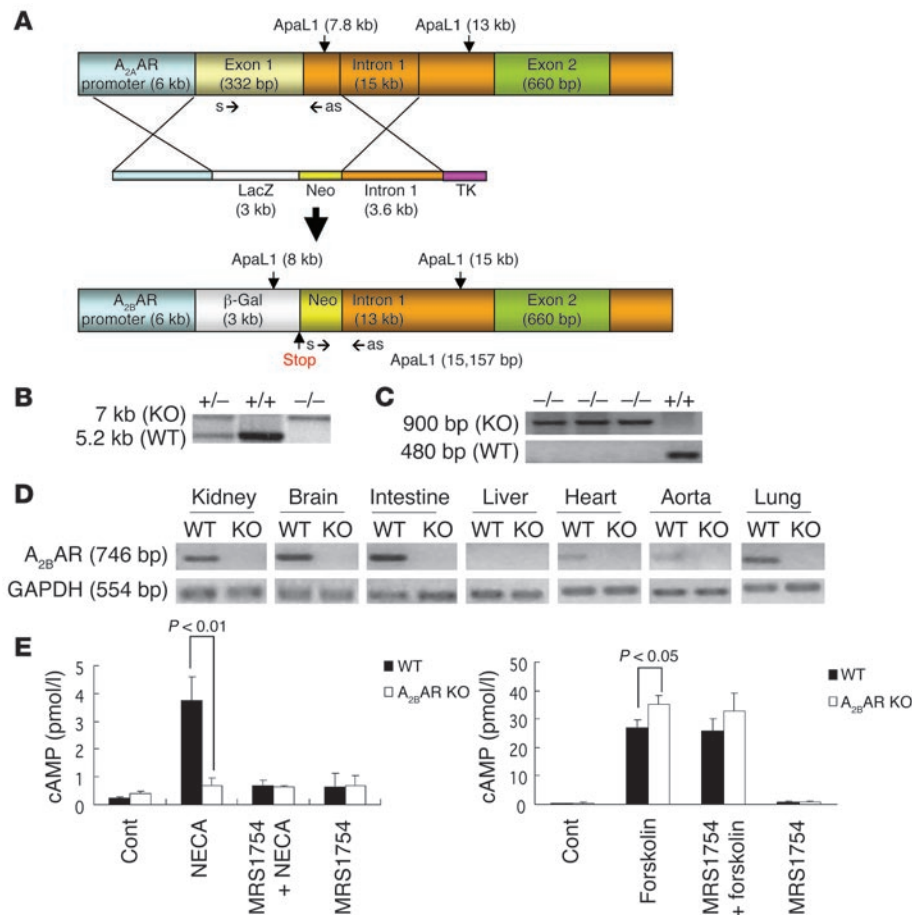 A
ApaL1 (7.8 kb)
ApaL1 (13 kb)
A2AAR promoter (6 kb)
Exon 1 (332 bp)
Intron 1 (15 kb)
Exon 2 (660 bp)
s→
←as
LacZ (3 kb)
Neo
Intron 1 (3.6 kb)
TK
ApaL1 (8 kb)
ApaL1 (15 kb)
A2BAR promoter (6 kb)
β-Gal (3 kb)
Neo
Intron 1 (13 kb)
Exon 2 (660 bp)
Stop
s→
←as
ApaL1 (15,157 bp)
B
+/− +/+ −/−
7 kb (KO)
5.2 kb (WT)
C
−/− −/− −/− +/+
900 bp (KO)
480 bp (WT)
D
Kidney Brain Intestine Liver Heart Aorta Lung
WT KO WT KO WT KO WT KO WT KO WT KO WT KO
A2BAR (746 bp)
GAPDH (554 bp)
E
P < 0.01
WT
A2BAR KO
cAMP (pmol/l)
5
4
3
2
1
0
Cont
NECA
MRS1754 + NECA
MRS1754
P < 0.05
WT
A2BAR KO
cAMP (pmol/l)
50
40
30
20
10
0
Cont
Forskolin
MRS1754 + forskolin
MRS1754